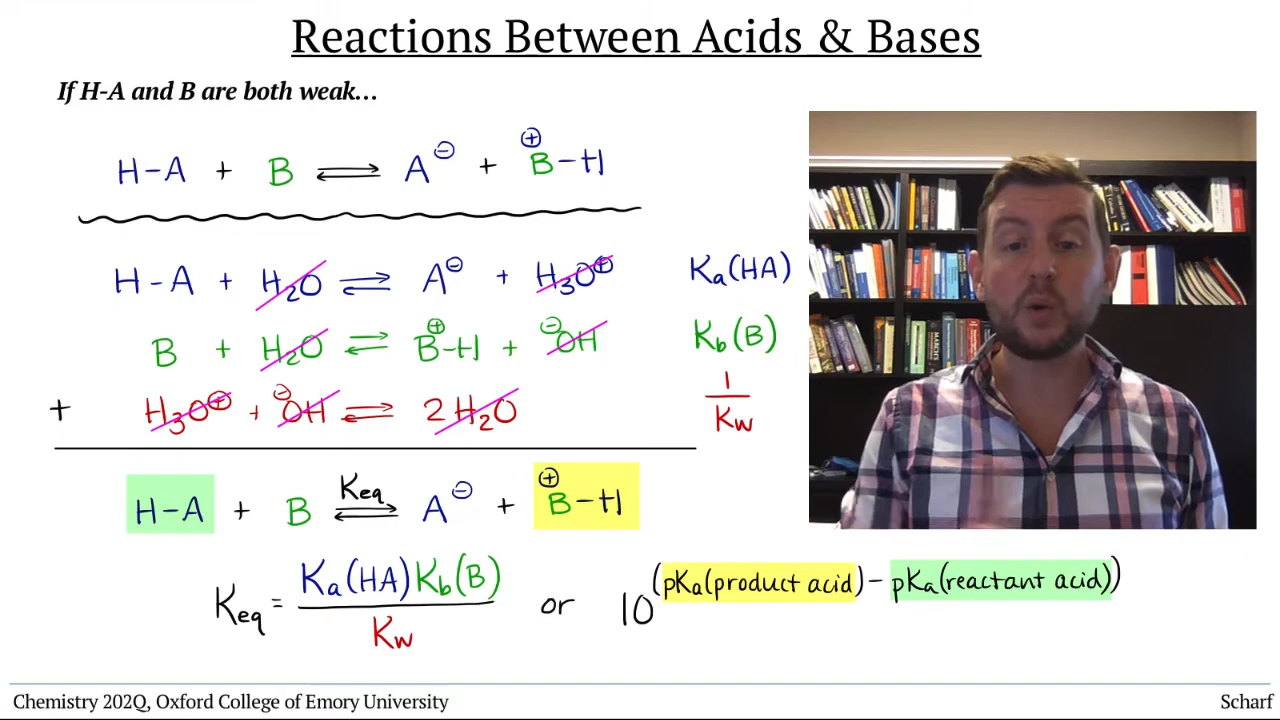 Reactions Between Acids & Bases
If H-A and B are both weak...
H-A + B ⇌ A⊖ + ⊕B-H
H-A + H₂O ⇌ A⊖ + H₃O⊕ Ka(HA)
B + H₂O ⇌ ⊕B-H + ⊖OH Kb(B)
+ H₃O⊕ + ⊖OH ⇌ 2H₂O 1/Kw
H-A + B ⇌ A⊖ + ⊕B-H Keq
Keq = Ka(HA)Kb(B)/Kw or 10^(pKa(product acid) - pKa(reactant acid))
Chemistry 202Q, Oxford College of Emory University
Scharf